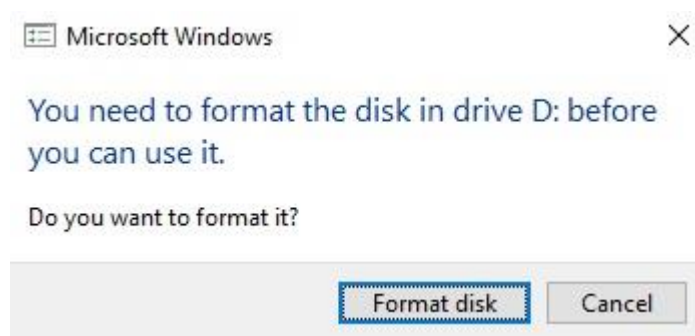 Microsoft Windows
You need to format the disk in drive D: before
you can use it.
Do you want to format it?
Format disk
Cancel